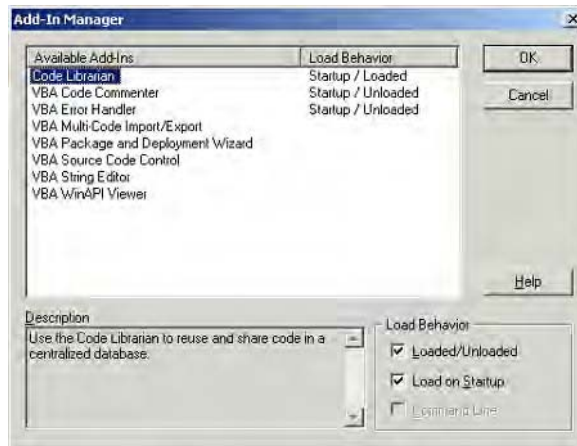 Add-In Manager
Available Add-Ins Load Behavior
Code Librarian Startup / Loaded
VBA Code Commenter Startup / Unloaded
VBA Error Handler Startup / Unloaded
VBA Multi-Code Import/Export
VBA Package and Deployment Wizard
VBA Source Code Control
VBA String Editor
VBA WinAPI Viewer
OK
Cancel
Help
Description
Use the Code Librarian to reuse and share code in a
centralized database.
Load Behavior
Loaded/Unloaded
Load on Startup
Command Line